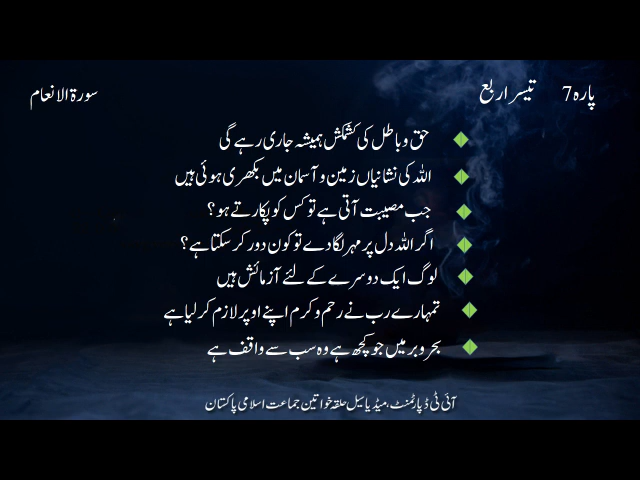 پارہ 7 تیسرا ربع
سورۃ الانعام
حق و باطل کی کشمکش ہمیشہ جاری رہے گی
اللہ کی نشانیاں زمین و آسمان میں بکھری ہوئی ہیں
جب مصیبت آتی ہے تو کس کو پکارتے ہو؟
اگر اللہ دل پر مہر لگا دے تو کون دور کر سکتا ہے؟
لوگ ایک دوسرے کے لئے آزمائش ہیں
تمہارے رب نے رحم و کرم اپنے اوپر لازم کر لیا ہے
بحر و بر میں جو کچھ ہے وہ سب سے واقف ہے
آئی ٹی ڈپارٹمنٹ، میڈیا سیل حلقہ خواتین جماعت اسلامی پاکستان